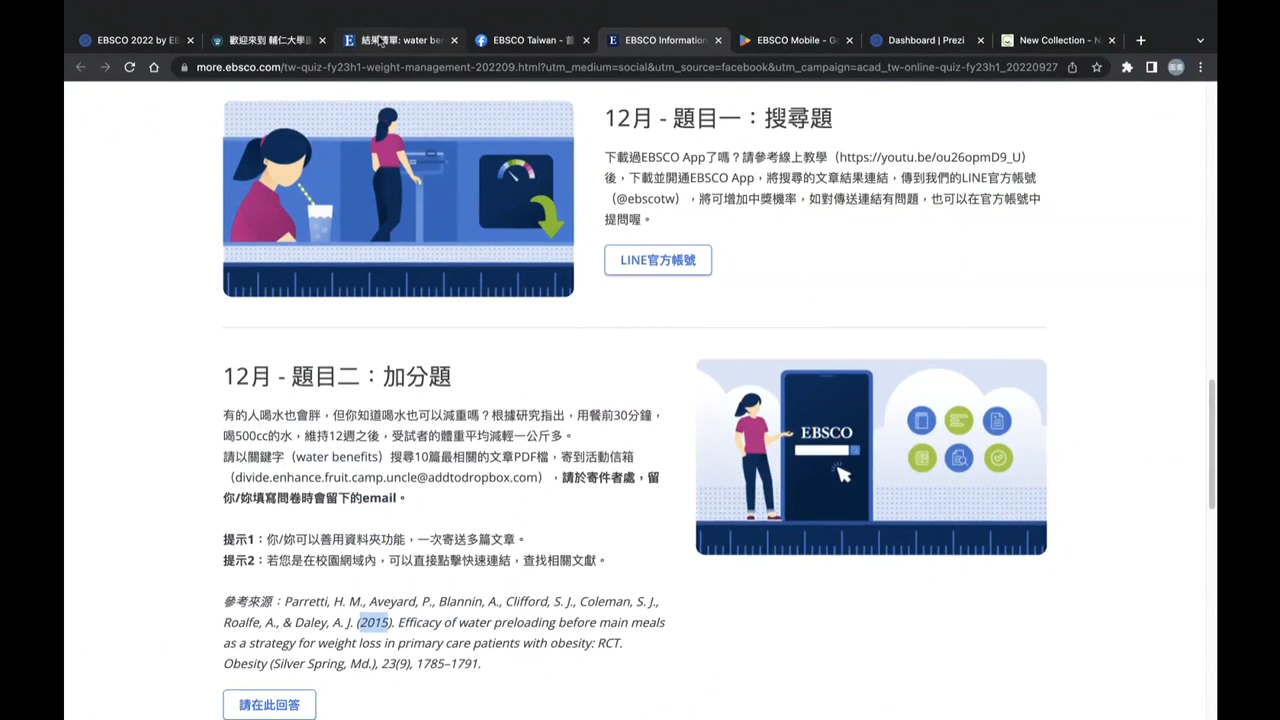 EBSCO 2022 by E
歡迎來到 輔仁大學
結果清單: water be
EBSCO Taiwan - 首
EBSCO Information
EBSCO Mobile - G
Dashboard | Prezi
New Collection - N
more.ebsco.com/tw-quiz-fy23h1-weight-management-202209.html?utm_medium=social&utm_source=facebook&utm_campaign=acad_tw-online-quiz-fy23h1_20220927
12月 - 題目一：搜尋題
下載過EBSCO App了嗎？請參考線上教學（https://youtu.be/ou26opmD9_U）
後，下載並開通EBSCO App，將搜尋的文章結果連結，傳到我們的LINE官方帳號
（@ebscotw），將可增加中獎機率，如對傳送連結有問題，也可以在官方帳號中
提問喔。
LINE官方帳號
12月 - 題目二：加分題
有的人喝水也會胖，但你知道喝水也可以減重嗎？根據研究指出，用餐前30分鐘，
喝500cc的水，維持12週之後，受試者的體重平均減輕一公斤多。
請以關鍵字（water benefits）搜尋10篇最相關的文章PDF檔，寄到活動信箱
（divide.enhance.fruit.camp.uncle@addtodropbox.com），請於寄件者處，留
你/妳填寫問卷時會留下的email。
提示1：你/妳可以善用資料夾功能，一次寄送多篇文章。
提示2：若您是在校園網域內，可以直接點擊快速連結，查找相關文獻。
參考來源：Parretti, H. M., Aveyard, P., Blannin, A., Clifford, S. J., Coleman, S. J.,
Roalfe, A., & Daley, A. J. (2015). Efficacy of water preloading before main meals
as a strategy for weight loss in primary care patients with obesity: RCT.
Obesity (Silver Spring, Md.), 23(9), 1785–1791.
請在此回答
EBSCO